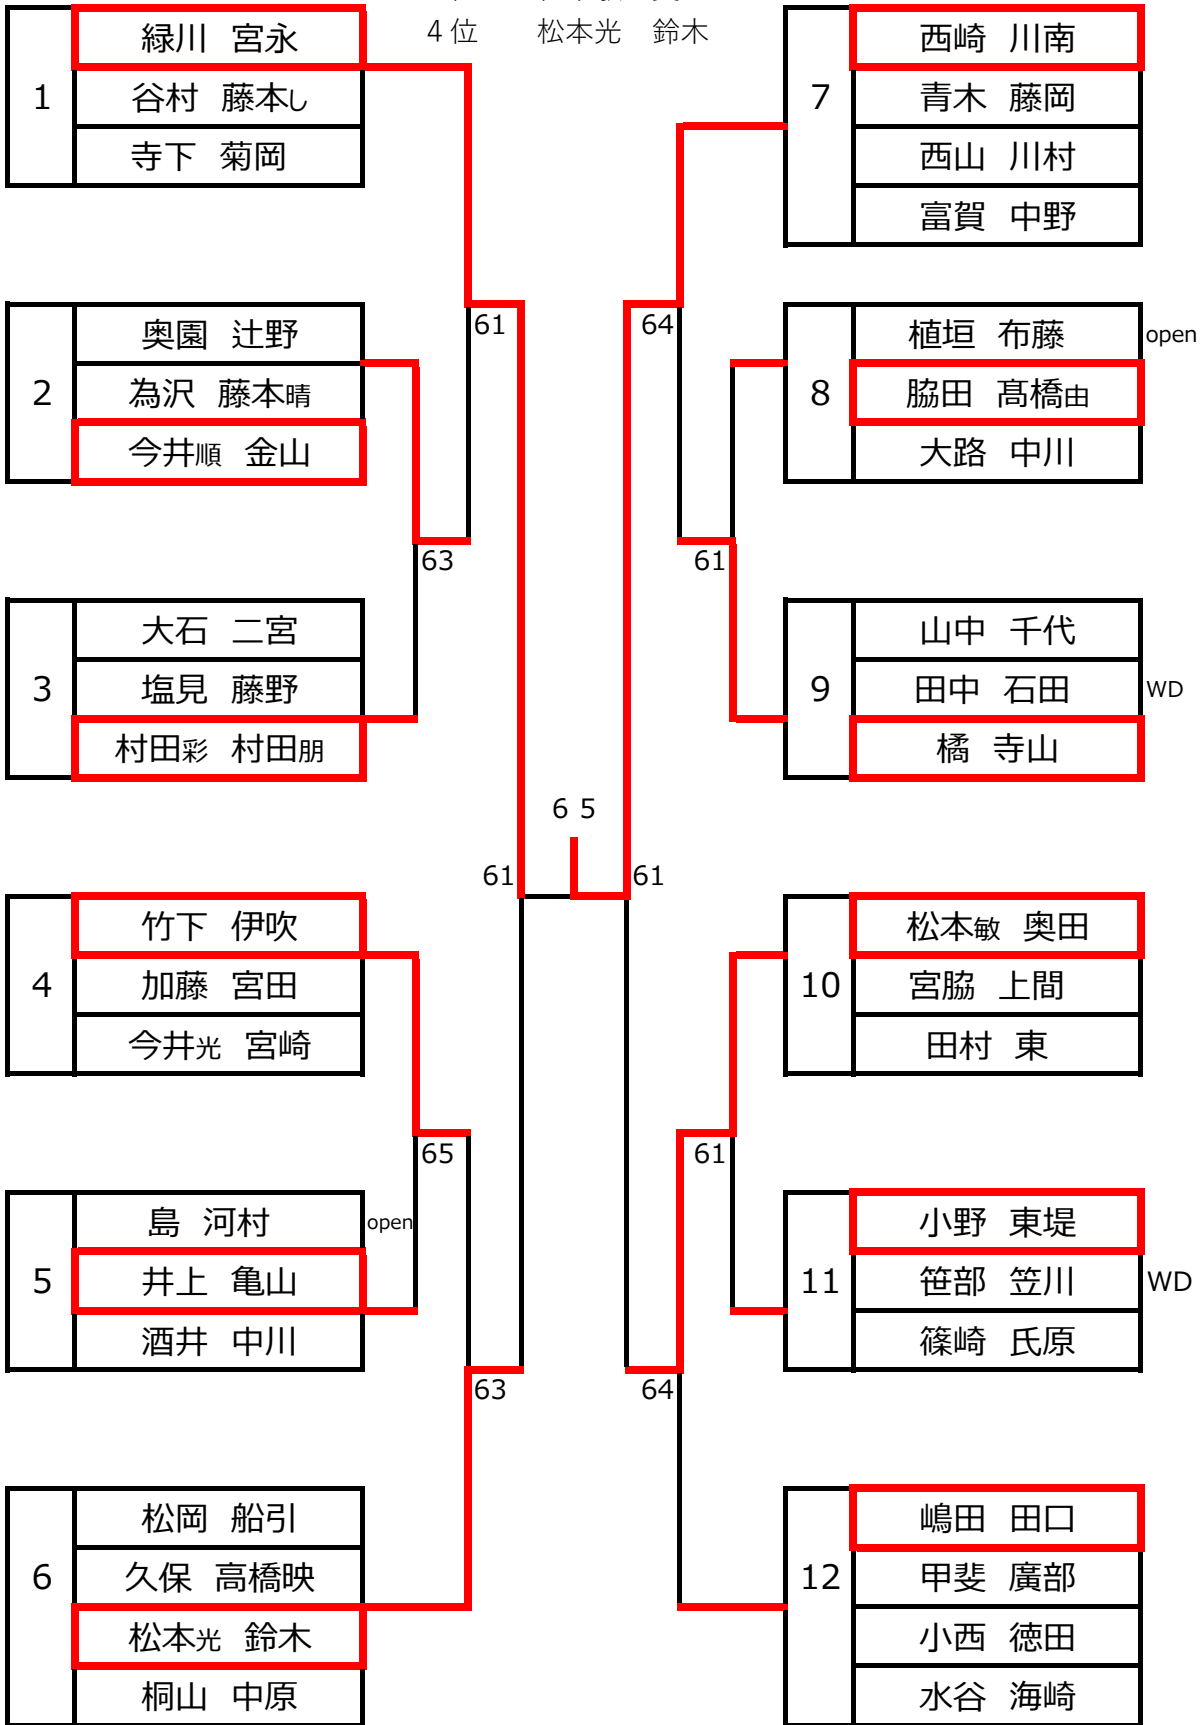 4位 松本光 鈴木
1
緑川 宮永
谷村 藤本し
寺下 菊岡
2
奥園 辻野
為沢 藤本晴
今井順 金山
3
大石 二宮
塩見 藤野
村田彩 村田朋
4
竹下 伊吹
加藤 宮田
今井光 宮崎
5
島 河村 open
井上 亀山
酒井 中川
6
松岡 船引
久保 高橋映
松本光 鈴木
桐山 中原
61
63
61
65
63
6 5
64
61
61
61
64
7
西崎 川南
青木 藤岡
西山 川村
富賀 中野
8
植垣 布藤 open
脇田 髙橋由
大路 中川
9
山中 千代
田中 石田 WD
橘 寺山
10
松本敏 奥田
宮脇 上間
田村 東
11
小野 東堤
笹部 笠川 WD
篠崎 氏原
12
嶋田 田口
甲斐 廣部
小西 徳田
水谷 海崎